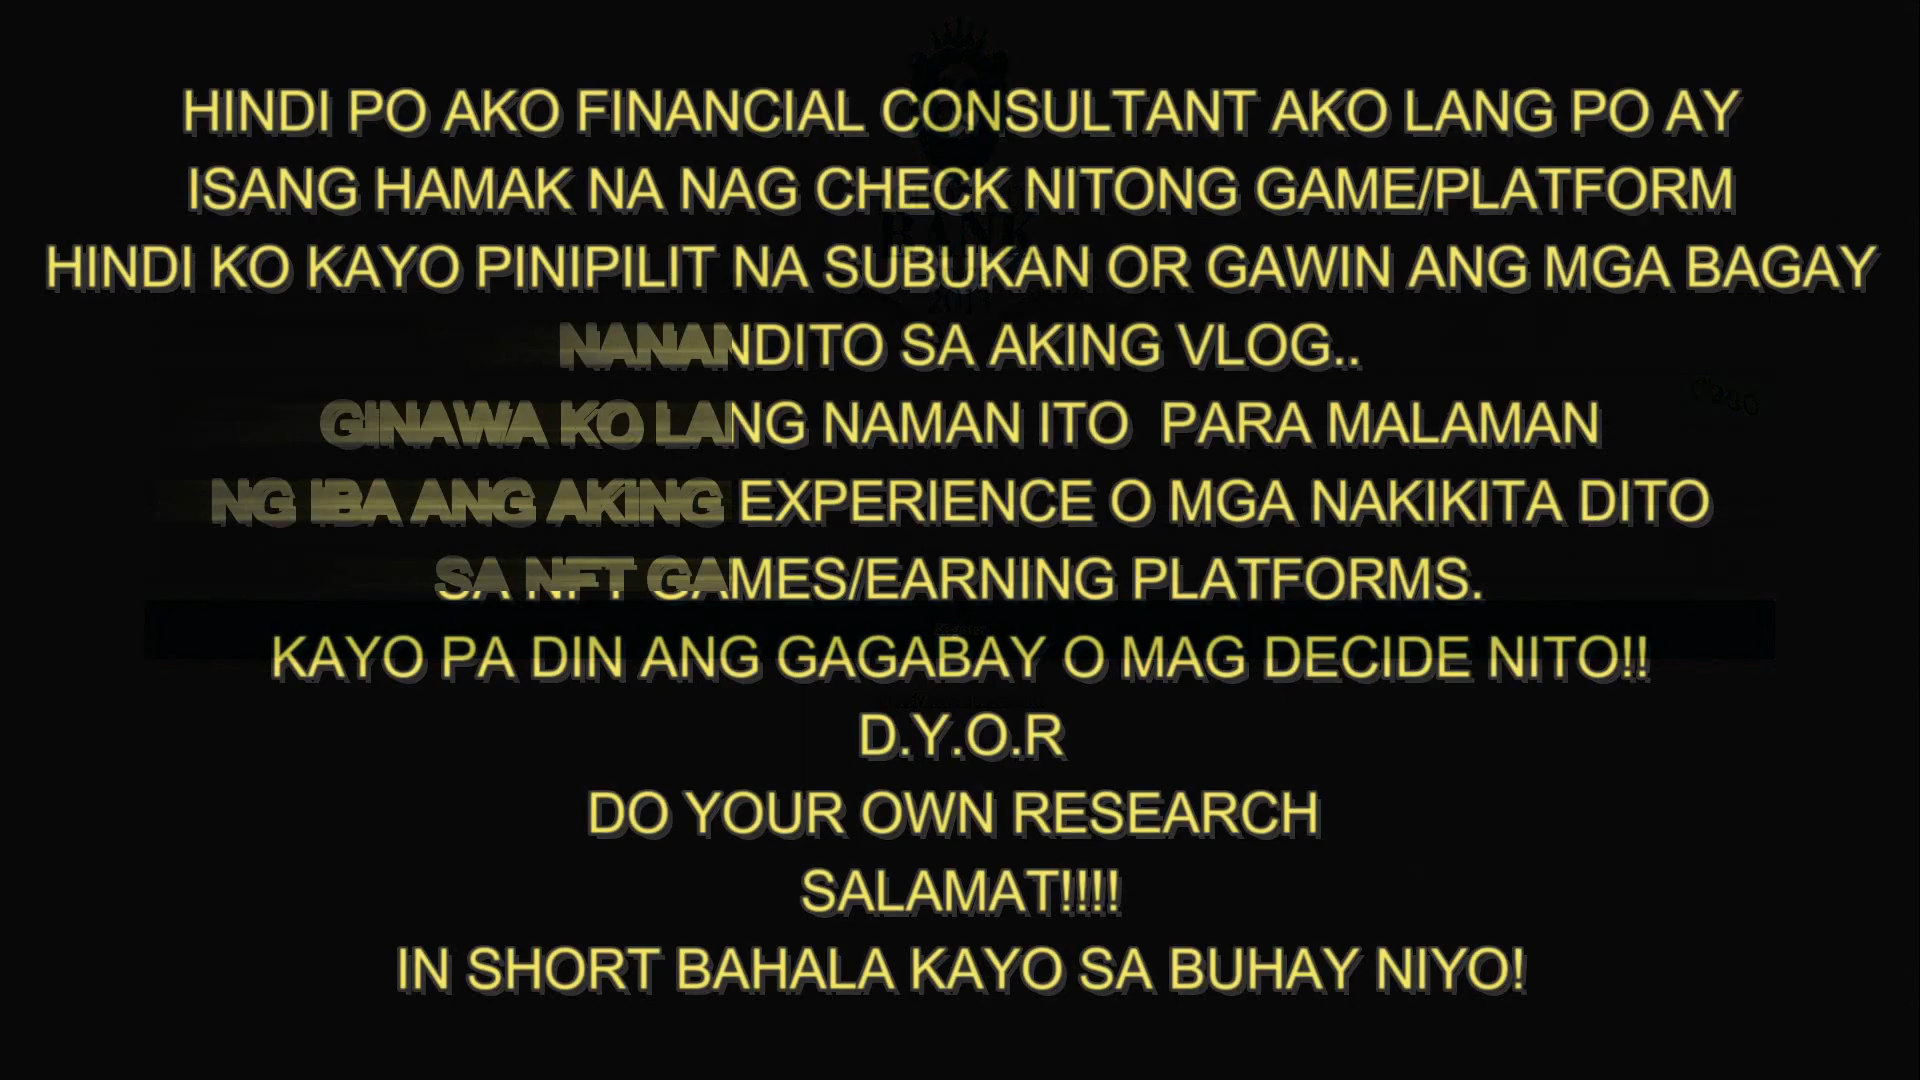 HINDI PO AKO FINANCIAL CONSULTANT AKO LANG PO AY
ISANG HAMAK NA NAG CHECK NITONG GAME/PLATFORM
HINDI KO KAYO PINIPILIT NA SUBUKAN OR GAWIN ANG MGA BAGAY
NANANDITO SA AKING VLOG..
GINAWA KO LANG NAMAN ITO PARA MALAMAN
NG IBA ANG AKING EXPERIENCE O MGA NAKIKITA DITO
SA NFT GAMES/EARNING PLATFORMS.
KAYO PA DIN ANG GAGABAY O MAG DECIDE NITO!!
D.Y.O.R
DO YOUR OWN RESEARCH
SALAMAT!!!!
IN SHORT BAHALA KAYO SA BUHAY NIYO!